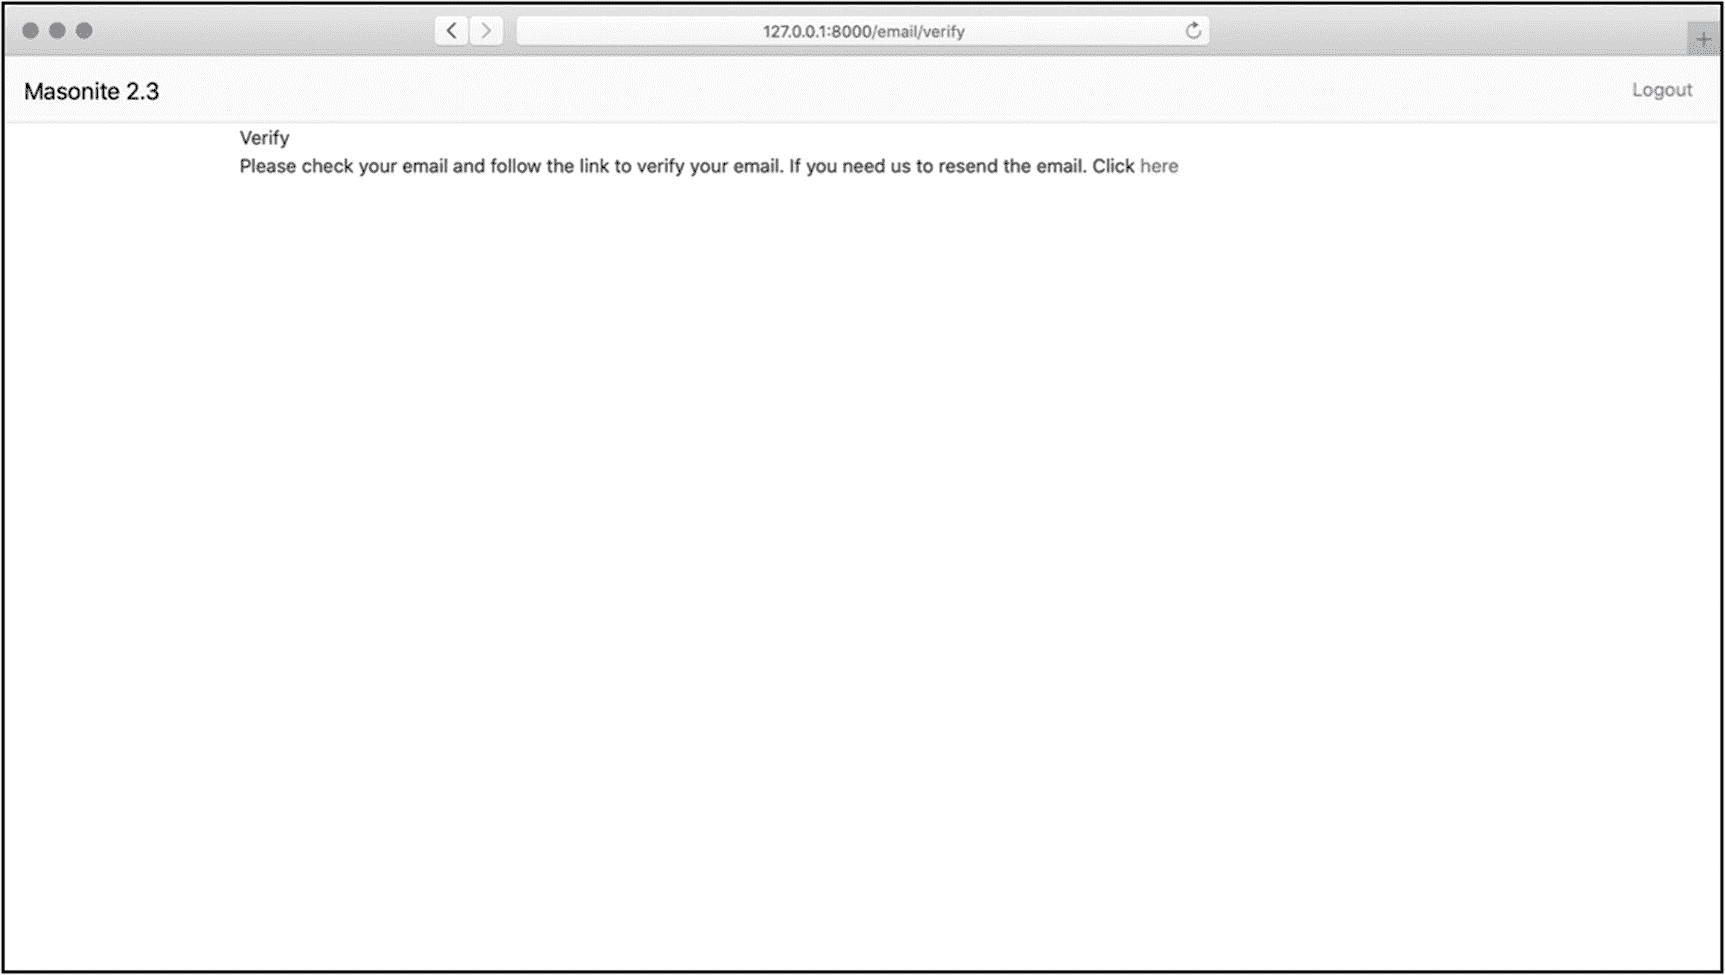 127.0.0.1:8000/email/verify
Masonite 2.3
Logout
Verify
Please check your email and follow the link to verify your email. If you need us to resend the email. Click here